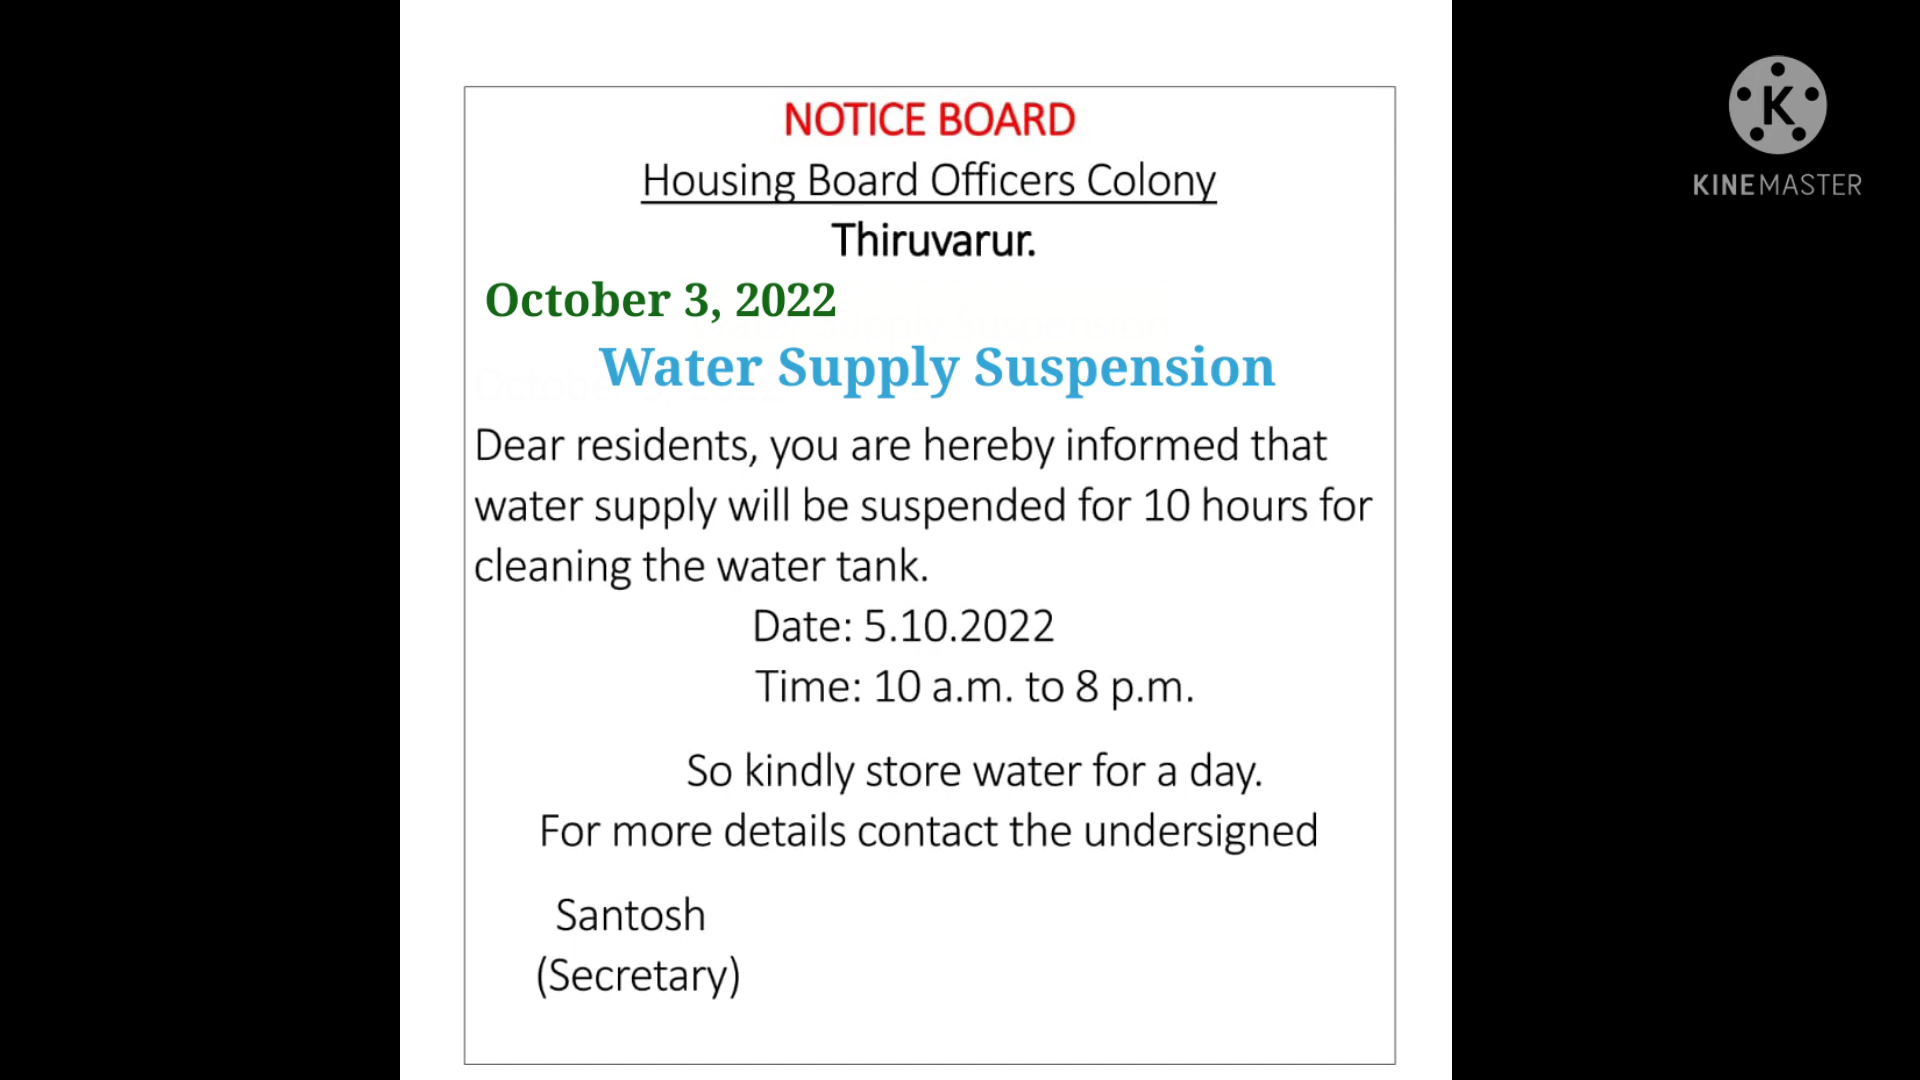 NOTICE BOARD
Housing Board Officers Colony
Thiruvarur.
October 3, 2022
Water Supply Suspension
Dear residents, you are hereby informed that
water supply will be suspended for 10 hours for
cleaning the water tank.
Date: 5.10.2022
Time: 10 a.m. to 8 p.m.
So kindly store water for a day.
For more details contact the undersigned
Santosh
(Secretary)
K
KINEMASTER